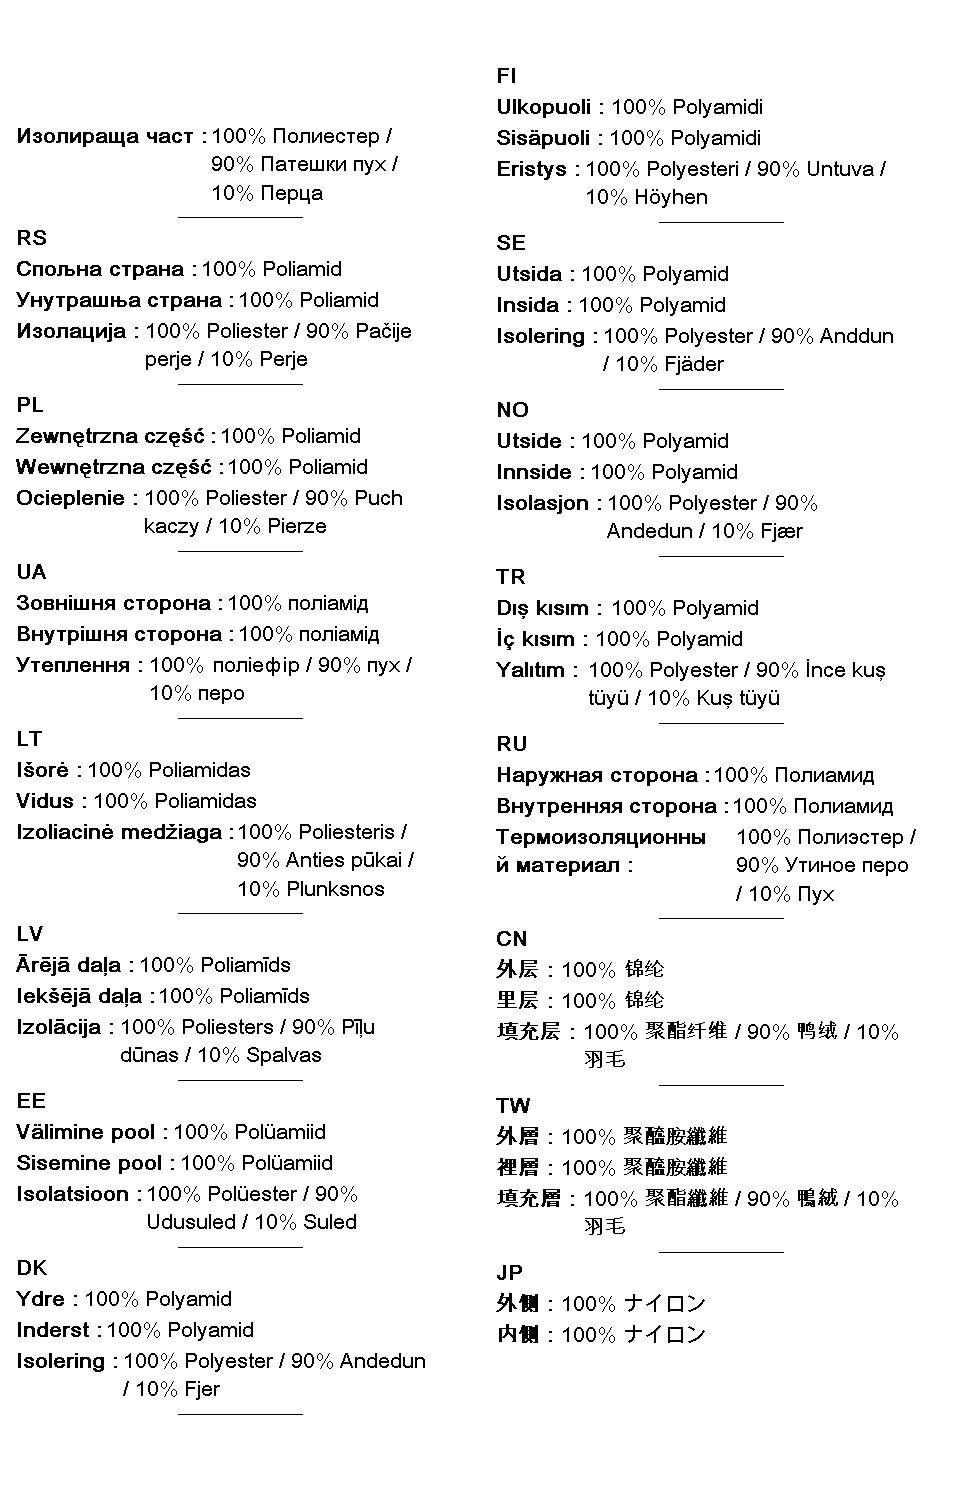 Изолираща част : 100% Полиестер /
90% Патешки пух /
10% Перца
RS
Спољна страна : 100% Poliamid
Унутрашња страна : 100% Poliamid
Изолација : 100% Poliester / 90% Pačije
perje / 10% Perje
PL
Zewnętrzna część : 100% Poliamid
Wewnętrzna część : 100% Poliamid
Ocieplenie : 100% Poliester / 90% Puch
kaczy / 10% Pierze
UA
Зовнішня сторона : 100% поліамід
Внутрішня сторона : 100% поліамід
Утеплення : 100% поліефір / 90% пух /
10% перо
LT
Išorė : 100% Poliamidas
Vidus : 100% Poliamidas
Izoliacinė medžiaga : 100% Poliesteris /
90% Anties pūkai /
10% Plunksnos
LV
Ārējā daļa : 100% Poliamīds
Iekšējā daļa : 100% Poliamīds
Izolācija : 100% Poliesters / 90% Pīļu
dūnas / 10% Spalvas
EE
Välimine pool : 100% Polüamiid
Sisemine pool : 100% Polüamiid
Isolatsioon : 100% Polüester / 90%
Udusuled / 10% Suled
DK
Ydre : 100% Polyamid
Inderst : 100% Polyamid
Isolering : 100% Polyester / 90% Andedun
/ 10% Fjer
FI
Ulkopuoli : 100% Polyamidi
Sisäpuoli : 100% Polyamidi
Eristys : 100% Polyesteri / 90% Untuva /
10% Höyhen
SE
Utsida : 100% Polyamid
Insida : 100% Polyamid
Isolering : 100% Polyester / 90% Anddun
/ 10% Fjäder
NO
Utside : 100% Polyamid
Innside : 100% Polyamid
Isolasjon : 100% Polyester / 90%
Andedun / 10% Fjær
TR
Dış kısım : 100% Polyamid
İç kısım : 100% Polyamid
Yalıtım : 100% Polyester / 90% İnce kuş
tüyü / 10% Kuş tüyü
RU
Наружная сторона : 100% Полиамид
Внутренняя сторона : 100% Полиамид
Термоизоляционны 100% Полиэстер /
й материал : 90% Утиное перо
/ 10% Пух
CN
外层 : 100% 锦纶
里层 : 100% 锦纶
填充层 : 100% 聚酯纤维 / 90% 鸭绒 / 10%
羽毛
TW
外層 : 100% 聚醯胺纖維
裡層 : 100% 聚醯胺纖維
填充層 : 100% 聚酯纖維 / 90% 鴨絨 / 10%
羽毛
JP
外側 : 100% ナイロン
内側 : 100% ナイロン